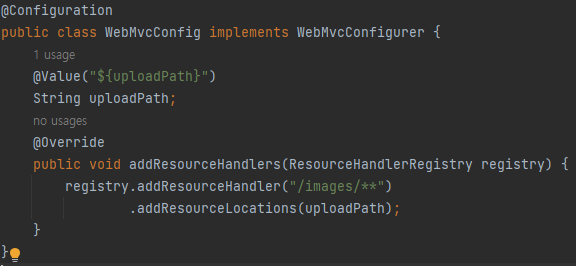 @Configuration
public class WebMvcConfig implements WebMvcConfigurer {
1 usage
@Value("${uploadPath}")
String uploadPath;
no usages
@Override
public void addResourceHandlers(ResourceHandlerRegistry registry) {
registry.addResourceHandler("/images/**")
.addResourceLocations(uploadPath);
}
}